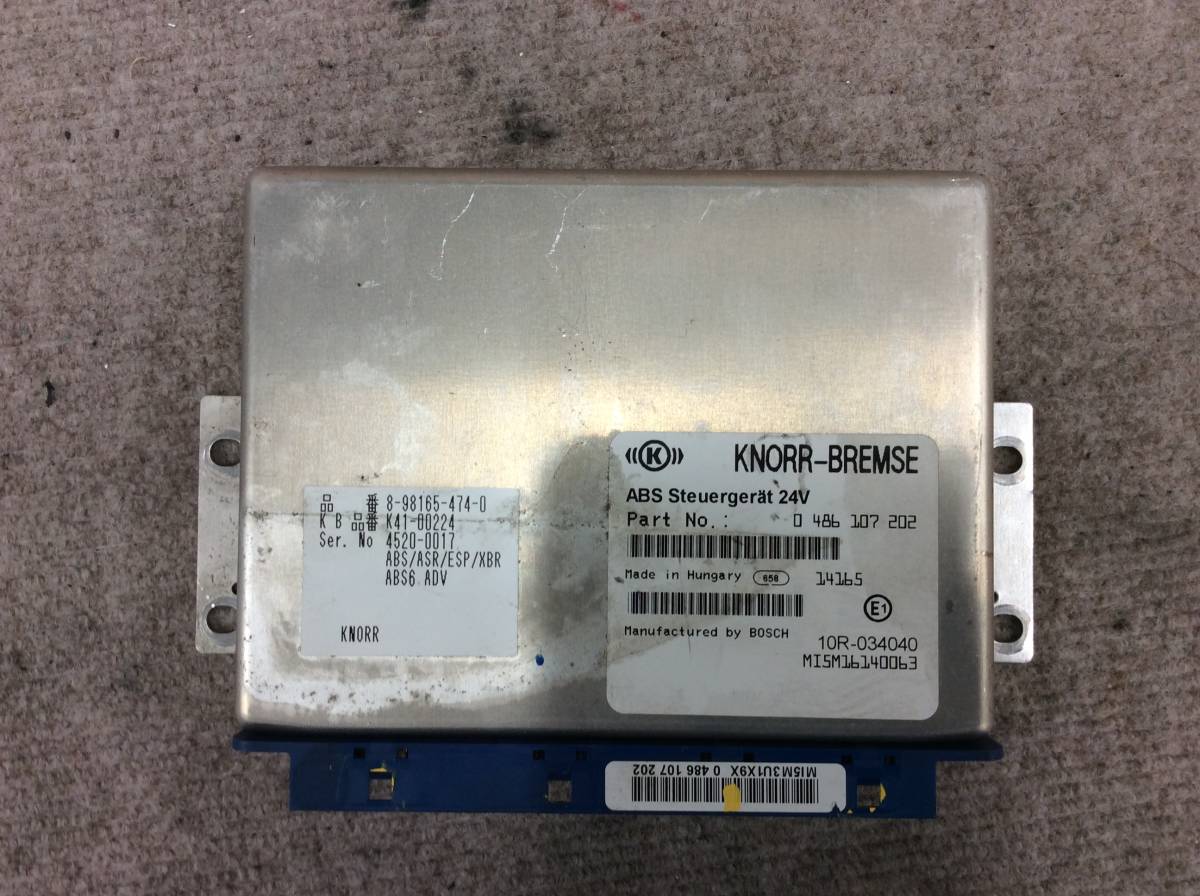 品 番 8-98165-474-0
K B 品番 K41-00224
Ser. No 4520-0017
ABS/ASR/ESP/XBR
ABS6 ADV
KNORR
K KNORR-BREMSE
ABS Steuergerät 24V
Part No.: 0 486 107 202
Made in Hungary 658 14165
E1
Manufactured by BOSCH
10R-034040
MI5M16140063
MI5M3U1X9X 0 486 107 202